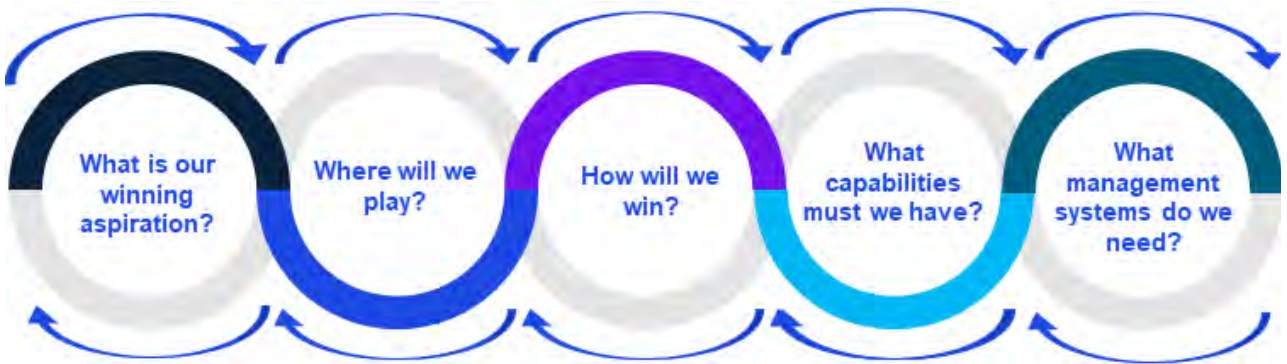 What is our
winning
aspiration?
Where will we
play?
How will we
win?
What
capabilities
must we have?
What
management
systems do we
need?